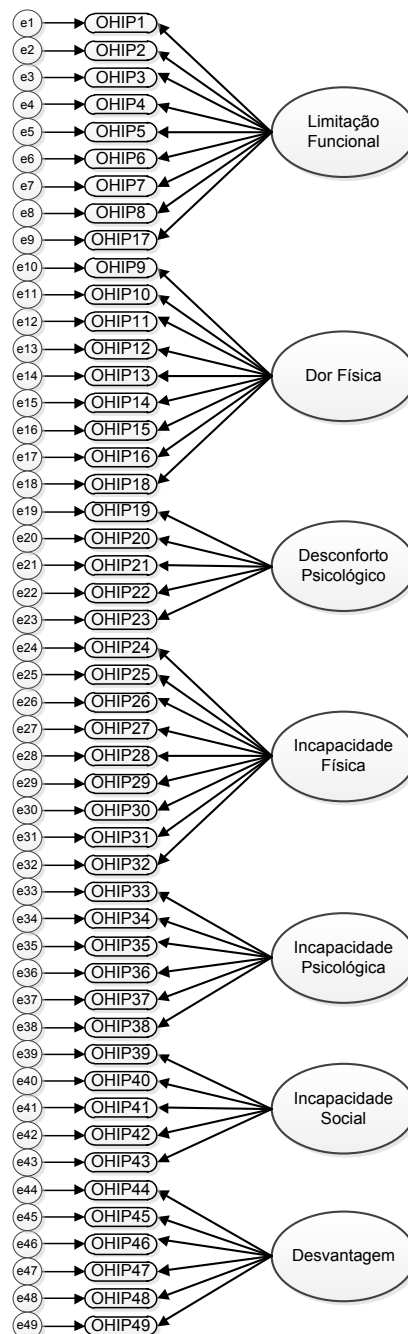 e1 OHIP1
e2 OHIP2
e3 OHIP3
e4 OHIP4
e5 OHIP5
e6 OHIP6
e7 OHIP7
e8 OHIP8
e9 OHIP17
Limitação
Funcional
e10 OHIP9
e11 OHIP10
e12 OHIP11
e13 OHIP12
e14 OHIP13
e15 OHIP14
e16 OHIP15
e17 OHIP16
e18 OHIP18
Dor Física
e19 OHIP19
e20 OHIP20
e21 OHIP21
e22 OHIP22
e23 OHIP23
Desconforto
Psicológico
e24 OHIP24
e25 OHIP25
e26 OHIP26
e27 OHIP27
e28 OHIP28
e29 OHIP29
e30 OHIP30
e31 OHIP31
e32 OHIP32
Incapacidade
Física
e33 OHIP33
e34 OHIP34
e35 OHIP35
e36 OHIP36
e37 OHIP37
e38 OHIP38
Incapacidade
Psicológica
e39 OHIP39
e40 OHIP40
e41 OHIP41
e42 OHIP42
e43 OHIP43
Incapacidade
Social
e44 OHIP44
e45 OHIP45
e46 OHIP46
e47 OHIP47
e48 OHIP48
e49 OHIP49
Desvantagem